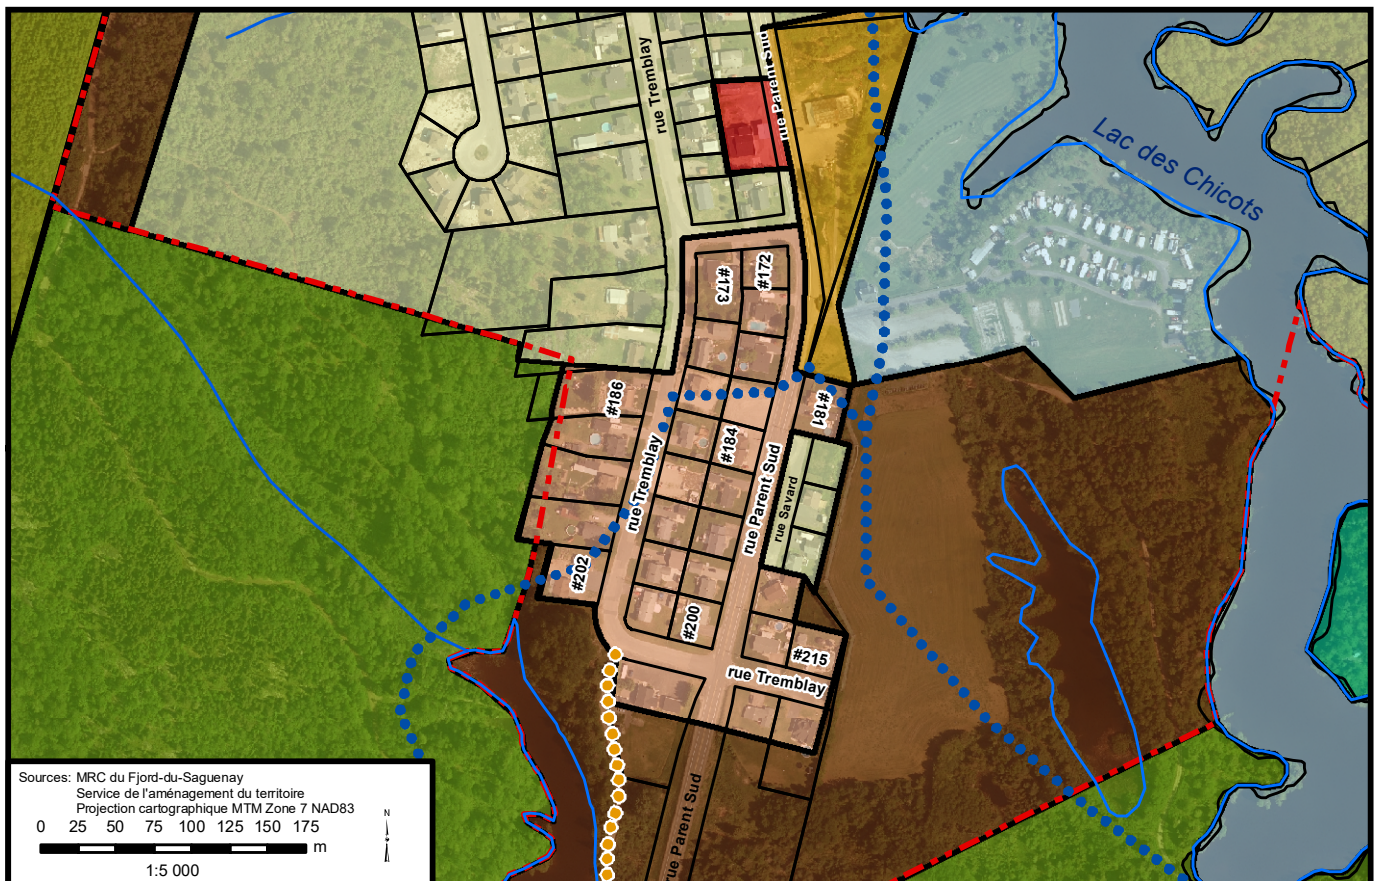 rue Tremblay
rue Parent Sud
Lac des Chicots
#172
#173
#186
#181
#184
rue Tremblay
rue Parent Sud
rue Savard
#202
#200
#215
rue Tremblay
rue Parent Sud
Sources: MRC du Fjord-du-Saguenay
Service de l'aménagement du territoire
Projection cartographique MTM Zone 7 NAD83
0 25 50 75 100 125 150 175
m
1:5 000
N